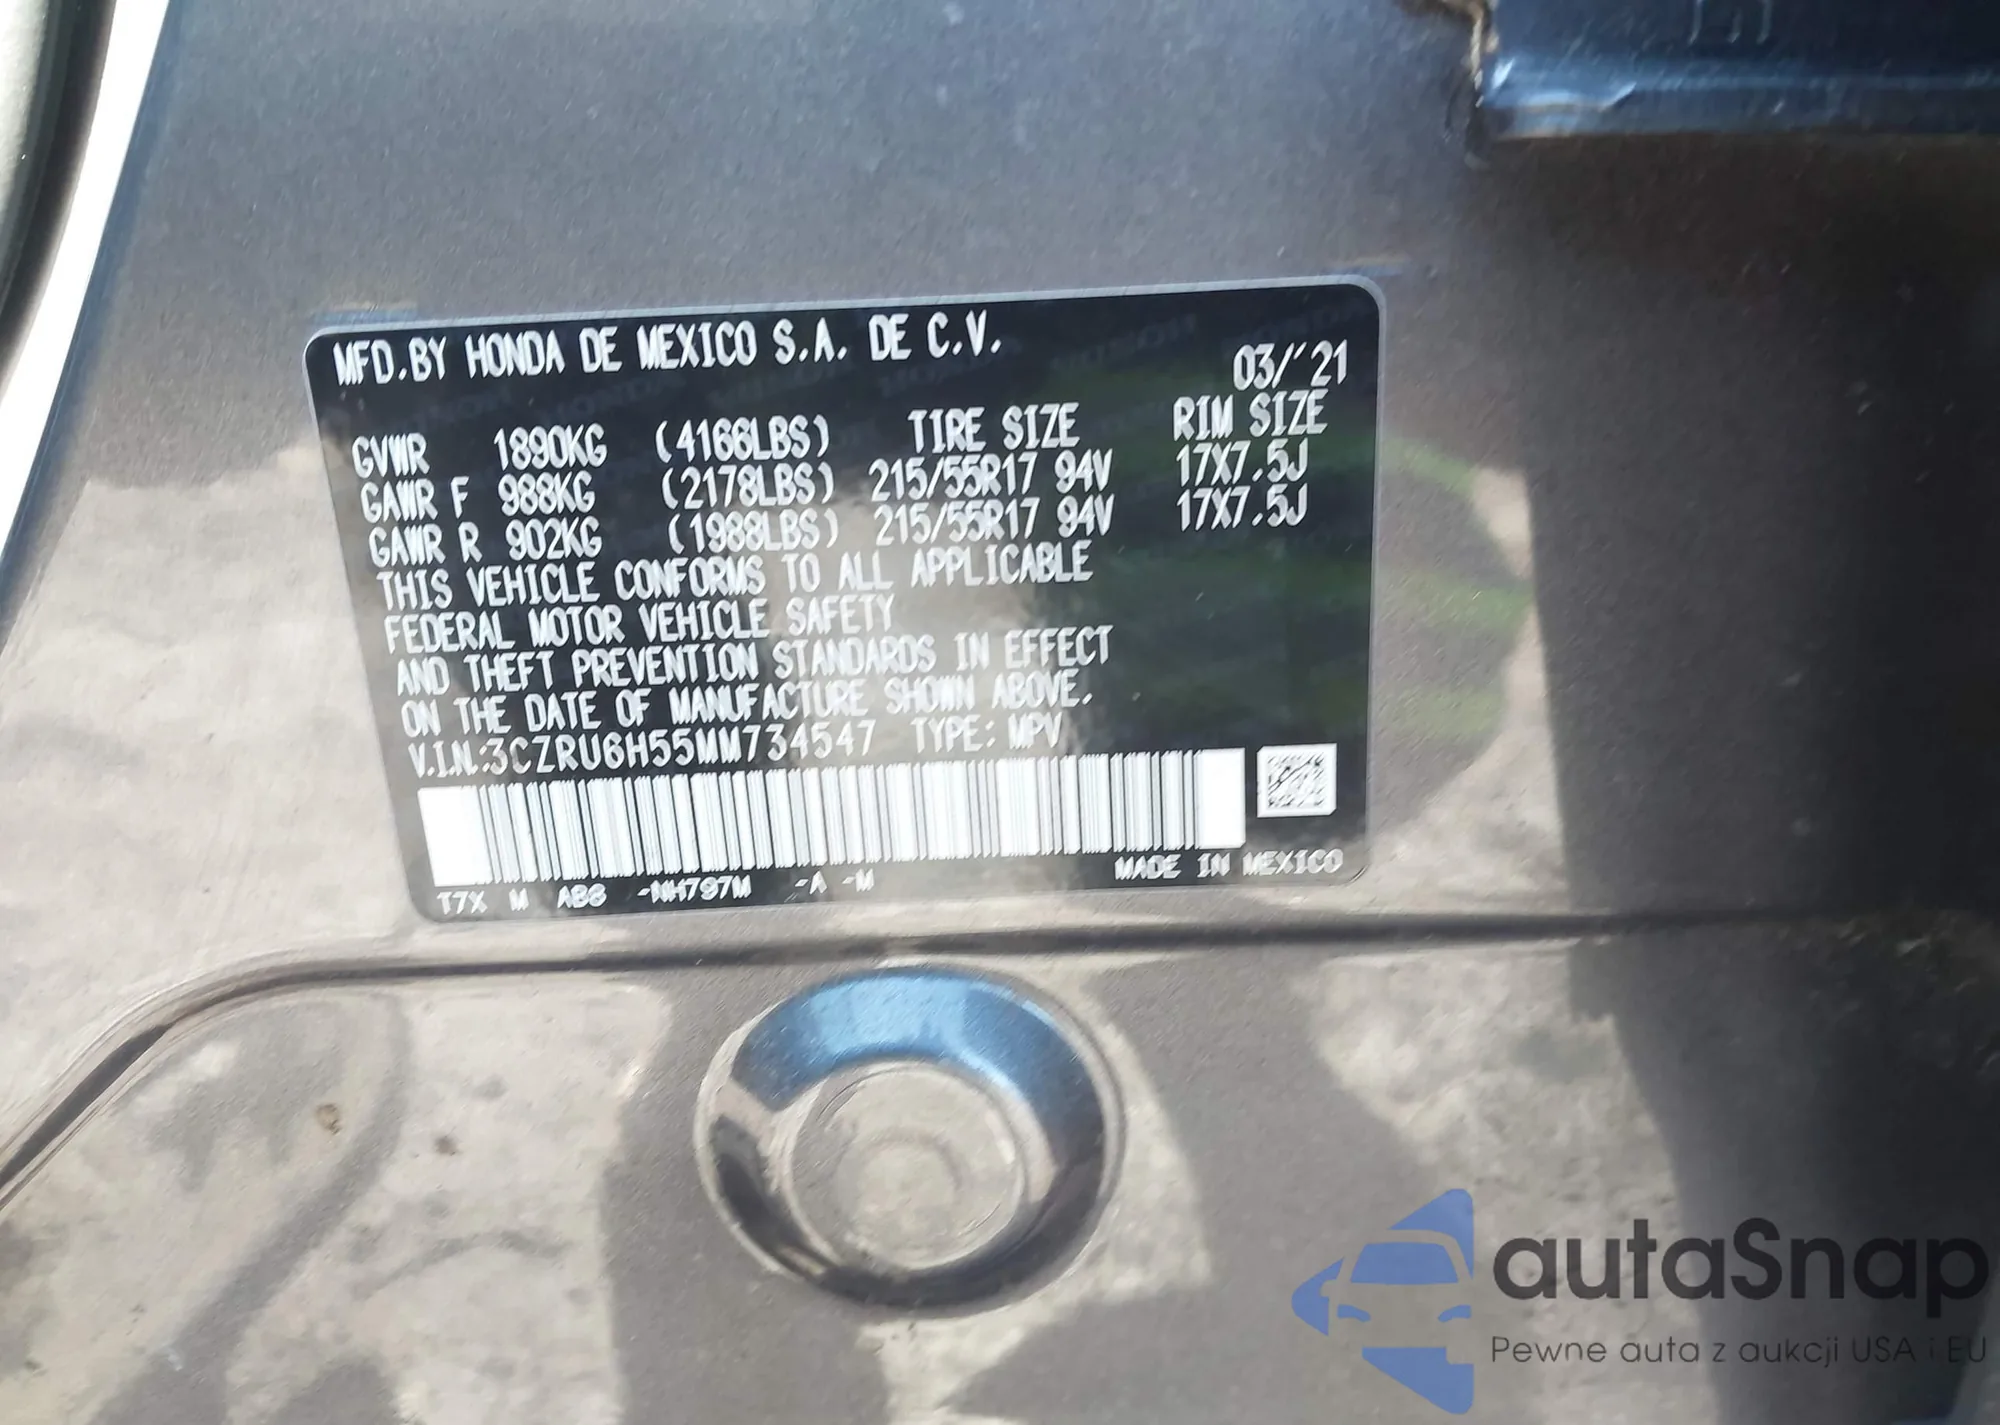 MFD.BY HONDA DE MEXICO S.A. DE C.V.
03/'21
GVWR 1890KG (4166LBS) TIRE SIZE RIM SIZE
GAWR F 988KG (2178LBS) 215/55R17 94V 17X7.5J
GAWR R 902KG (1988LBS) 215/55R17 94V 17X7.5J
THIS VEHICLE CONFORMS TO ALL APPLICABLE
FEDERAL MOTOR VEHICLE SAFETY
AND THEFT PREVENTION STANDARDS IN EFFECT
ON THE DATE OF MANUFACTURE SHOWN ABOVE.
V.I.N.:3CZRU6H55MM734547 TYPE: MPV
T7X M AB8 -NH797M -A -M MADE IN MEXICO
autaSnap
Pewne auta z aukcji USA i EU